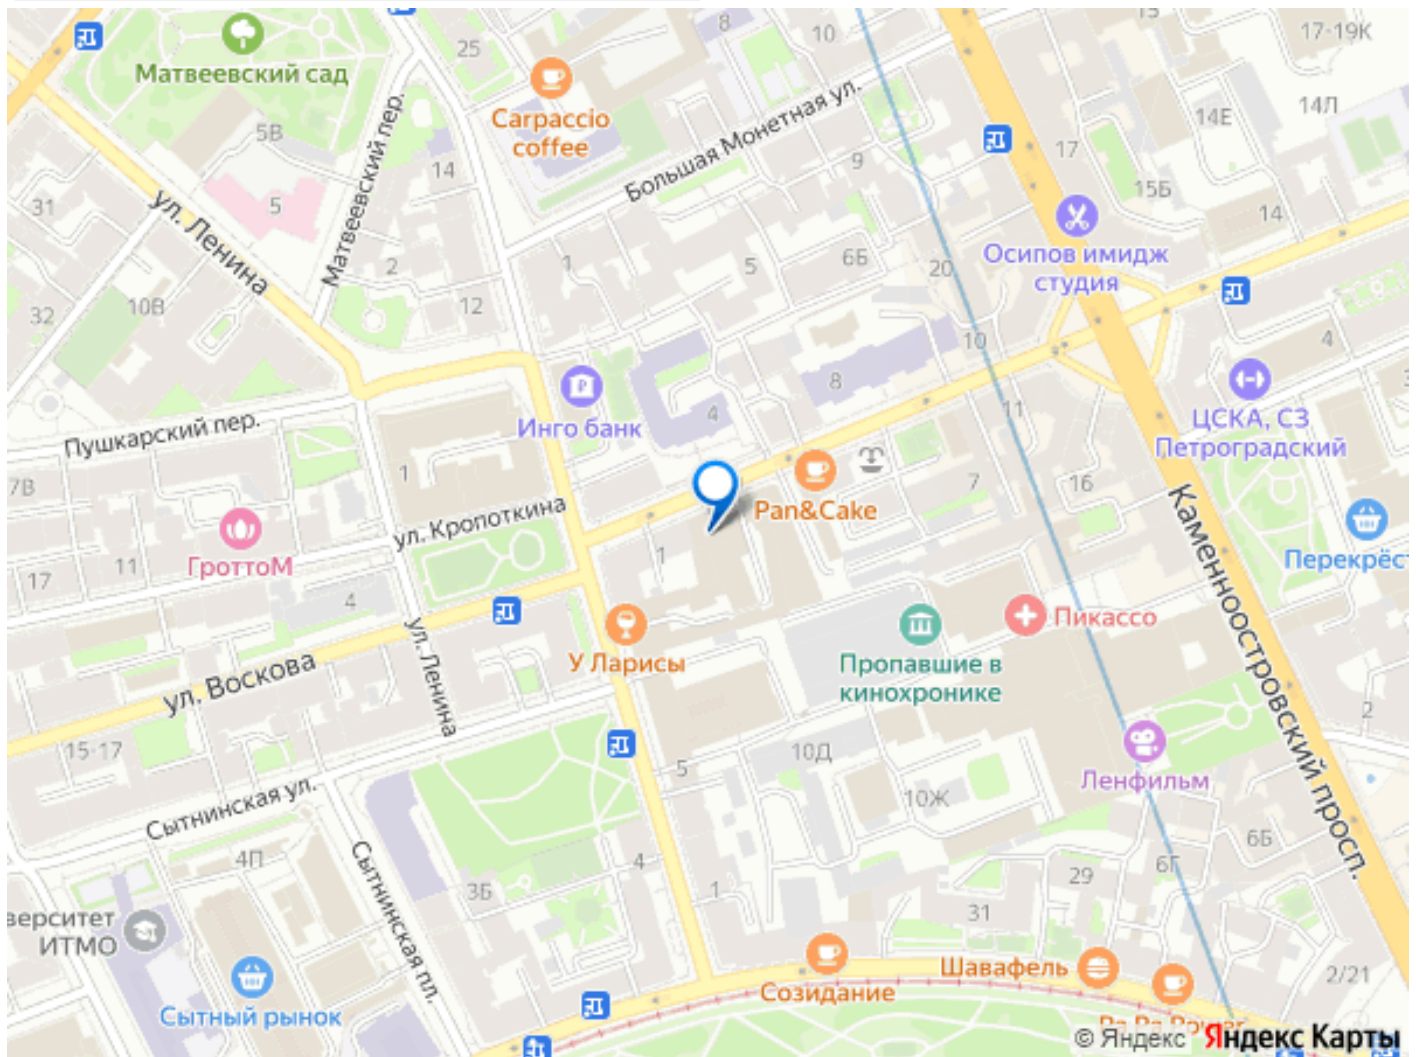 8
10
15
17-19К
25
Матвеевский сад
Carpaccio
coffee
Большая Монетная ул.
14Е
14Л
5В
Матвеевский пер.
14
9
17
15Б
31
5
ул. Ленина
14
Осипов имидж
студия
2
1
5
6Б
20
32
10В
12
10
4
8
Инго банк
4
11
ЦСКА, СЗ
Петроградский
Пушкарский пер.
1
7В
ул. Кропоткина
Pan&Cake
7
16
Каменноостровский просп.
Перекрёс
17
11
ГроттоМ
1
4
ул. Воскова
ул. Ленина
У Ларисы
Пропавшие в
кинохронике
Пикассо
2
15-17
5
10Д
Ленфильм
Сытнинская ул.
10Ж
4П
Сытнинская пл.
3Б
4
1
29
6Г
6Б
31
верситет
ИТМО
Сытный рынок
Созидание
Шавафель
2/21
© Яндекс Яндекс Карты